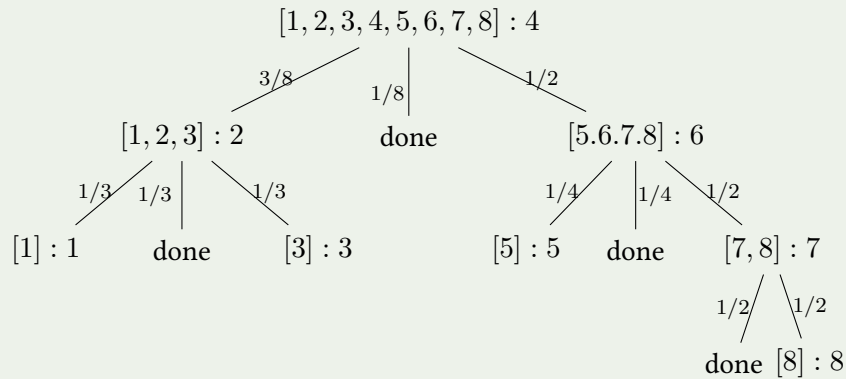 [1, 2, 3, 4, 5, 6, 7, 8] : 4
3/8 1/8 1/2
[1, 2, 3] : 2 done [5.6.7.8] : 6
1/3 1/3 1/3 1/4 1/4 1/2
[1] : 1 done [3] : 3 [5] : 5 done [7, 8] : 7
1/2 1/2
done [8] : 8